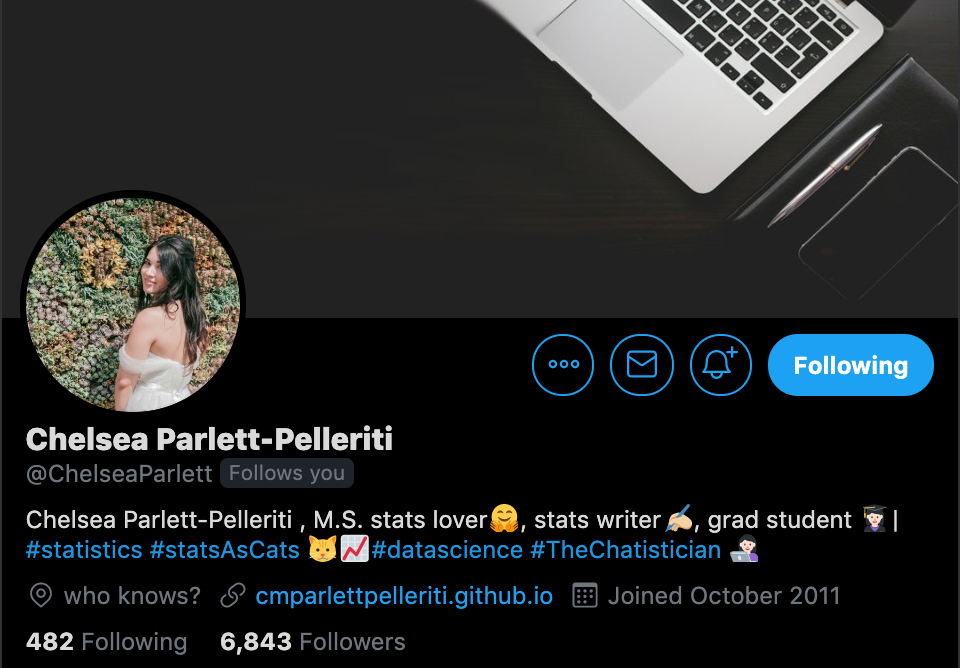 Following
Chelsea Parlett-Pelleriti
@ChelseaParlett Follows you
Chelsea Parlett-Pelleriti , M.S. stats lover🤗, stats writer✍🏼, grad student 👩🏻‍🎓 |
#statistics #statsAsCats 🐱📈#datascience #TheChatistician 👩🏻‍💻
who knows? cmparlettpelleriti.github.io Joined October 2011
482 Following 6,843 Followers